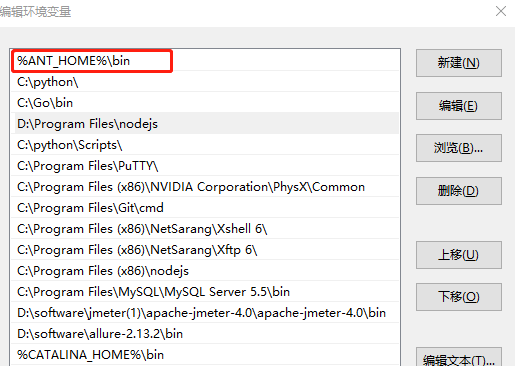 编辑环境变量
%ANT_HOME%\bin
C:\python\
C:\Go\bin
D:\Program Files\nodejs
C:\python\Scripts\
C:\Program Files\PuTTY\
C:\Program Files (x86)\NVIDIA Corporation\PhysX\Common
C:\Program Files\Git\cmd
C:\Program Files (x86)\NetSarang\Xshell 6\
C:\Program Files (x86)\NetSarang\Xftp 6\
C:\Program Files (x86)\nodejs
C:\Program Files\MySQL\MySQL Server 5.5\bin
D:\software\jmeter(1)\apache-jmeter-4.0\apache-jmeter-4.0\bin
D:\software\allure-2.13.2\bin
%CATALINA_HOME%\bin
新建(N)
编辑(E)
浏览(B)...
删除(D)
上移(U)
下移(O)
编辑文本(T)...